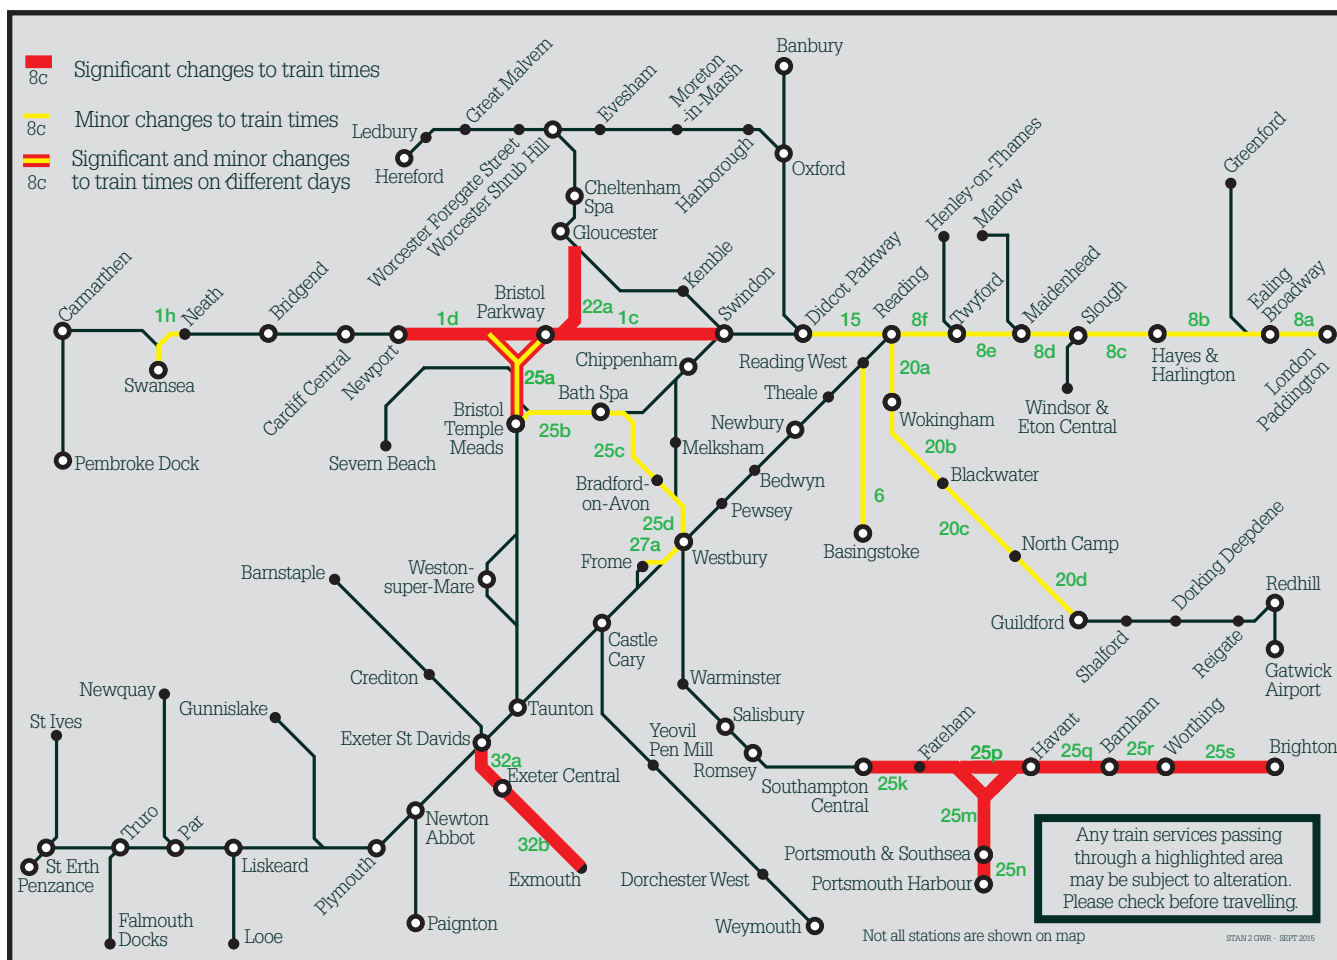 8c
Significant changes to train times
8c
Minor changes to train times
8c
Significant and minor changes
to train times on different days
Banbury
Ledbury
Great Malvern
Evesham
Moreton
-in-Marsh
Hereford
Worcester Foregate Street
Worcester Shrub Hill
Cheltenham
Spa
Hanborough
Oxford
Gloucester
Henley-on-Thames
Marlow
Greenford
Carmarthen
1h
Neath
Bridgend
Cardiff Central
Newport
1d
Bristol
Parkway
22a
1c
Kemble
Swindon
Didcot Parkway
15
Reading
8f
Twyford
8e
Maidenhead
8d
Slough
8c
Hayes &
Harlington
8b
Ealing
Broadway
8a
London
Paddington
Swansea
Pembroke Dock
Severn Beach
25a
Bristol
Temple
Meads
25b
Bath Spa
Chippenham
25c
Melksham
Bradford-
on-Avon
25d
27a
Frome
Westbury
Reading West
Theale
Newbury
Bedwyn
Pewsey
6
Basingstoke
20a
Wokingham
20b
Blackwater
20c
North Camp
20d
Guildford
Shalford
Dorking Deepdene
Reigate
Redhill
Gatwick
Airport
Windsor &
Eton Central
Barnstaple
Weston-
super-Mare
Castle
Cary
Crediton
Taunton
Warminster
Salisbury
Yeovil
Pen Mill
Romsey
Newquay
St Ives
Gunnislake
Exeter St Davids
32a
Exeter Central
32b
Exmouth
Southampton
Central
25k
Fareham
25p
Havant
25q
Barnham
25r
Worthing
25s
Brighton
25m
Portsmouth & Southsea
25n
Portsmouth Harbour
Truro
Par
St Erth
Penzance
Liskeard
Plymouth
Newton
Abbot
Falmouth
Docks
Looe
Paignton
Dorchester West
Weymouth
Any train services passing
through a highlighted area
may be subject to alteration.
Please check before travelling.
Not all stations are shown on map
STAN 2 GWR - SEPT 2015